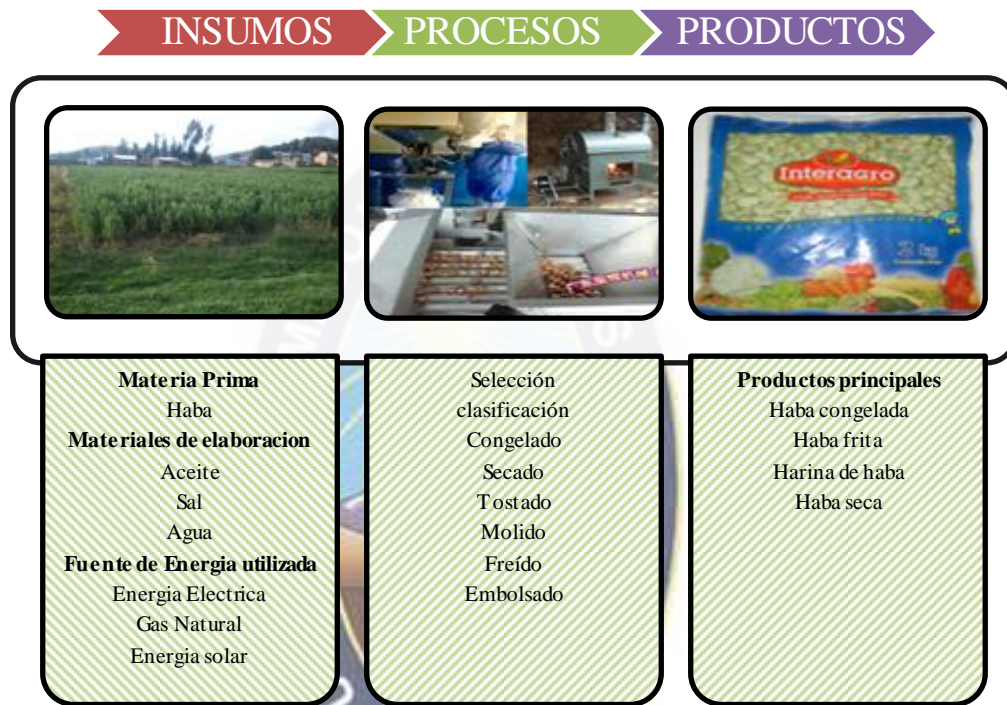 INSUMOS
PROCESOS
PRODUCTOS
Interagro
Materia Prima
Haba
Materiales de elaboracion
Aceite
Sal
Agua
Fuente de Energia utilizada
Energia Electrica
Gas Natural
Energia solar
Selección
clasificación
Congelado
Secado
Tostado
Molido
Freído
Embolsado
Productos principales
Haba congelada
Haba frita
Harina de haba
Haba seca